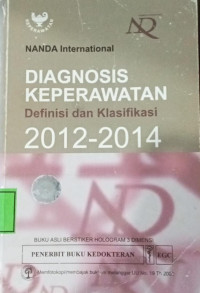 KEPERAWATAN
NANDA International
DIAGNOSIS
KEPERAWATAN
Definisi dan Klasifikasi
2012-2014
BUKU ASLI BERSTIKER HOLOGRAM 3 DIMENSI
PENERBIT BUKU KEDOKTERAN
EGC